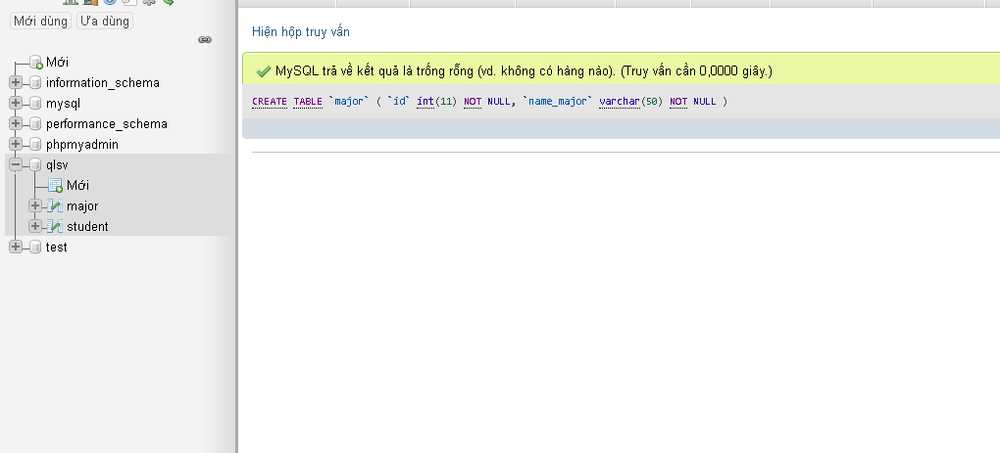 Mới dùng Ưa dùng
Mới
information_schema
mysql
performance_schema
phpmyadmin
qlsv
Mới
major
student
test
Hiện hộp truy vấn
MySQL trả về kết quả là trống rỗng (vd. không có hàng nào). (Truy vấn cần 0,0000 giây.)
CREATE TABLE `major` ( `id` int(11) NOT NULL, `name_major` varchar(50) NOT NULL )